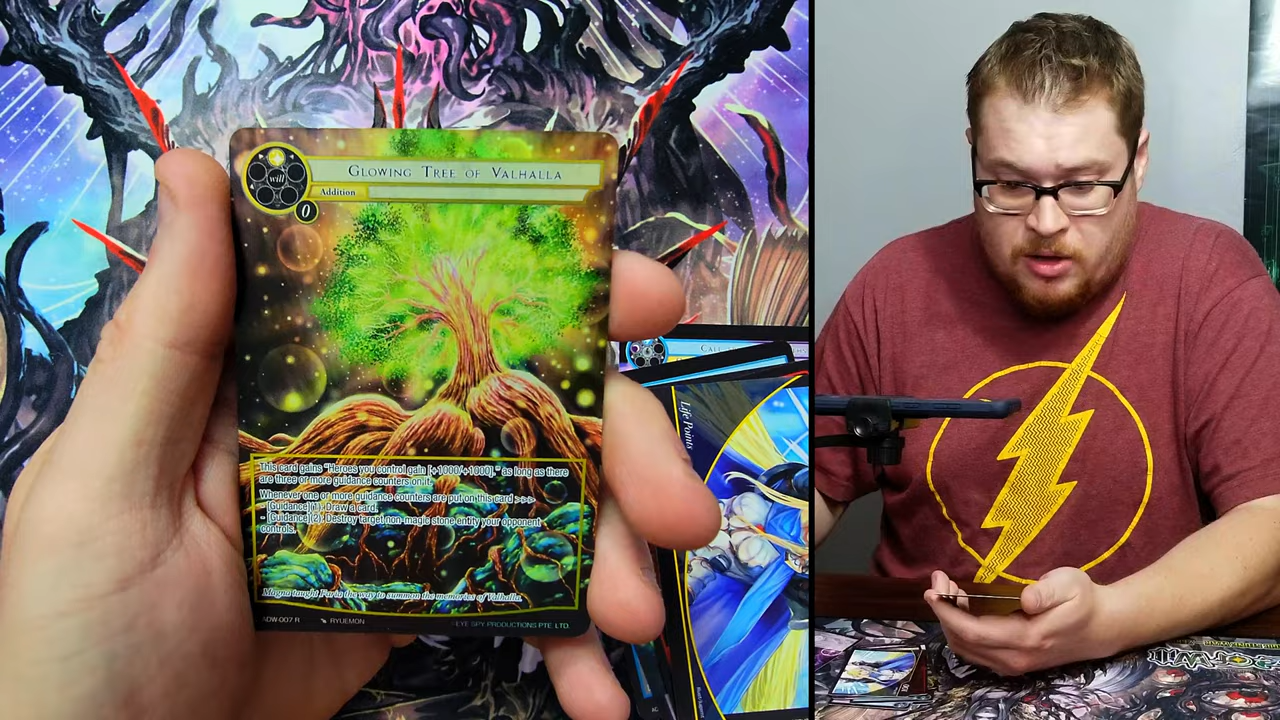 will
GLOWING TREE OF VALHALLA
Addition
0
This card gains "Heroes you control gain [+1000/+1000]," as long as there
are three or more guidance counters on it.
Whenever one or more guidance counters are put on this card >>>
- [Guidance](1): Draw a card.
- [Guidance](2): Destroy target non-magic stone entity your opponent
controls.
Magna taught Faria the way to summon the memories of Valhalla.
ADW-007 R
RYUEMON
©EYE SPY PRODUCTIONS PTE. LTD.
Life Points